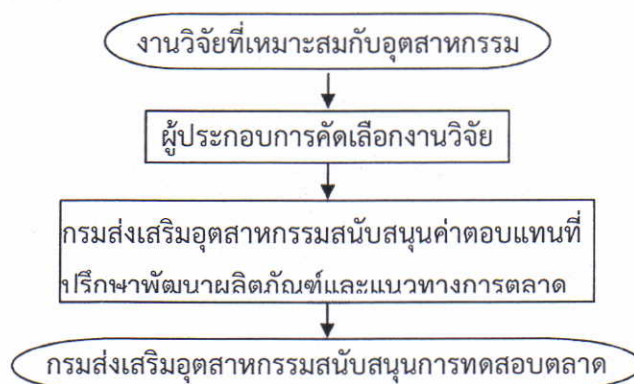 งานวิจัยที่เหมาะสมกับอุตสาหกรรม
ผู้ประกอบการคัดเลือกงานวิจัย
กรมส่งเสริมอุตสาหกรรมสนับสนุนค่าตอบแทนที่
ปรึกษาพัฒนาผลิตภัณฑ์และแนวทางการตลาด
กรมส่งเสริมอุตสาหกรรมสนับสนุนการทดสอบตลาด